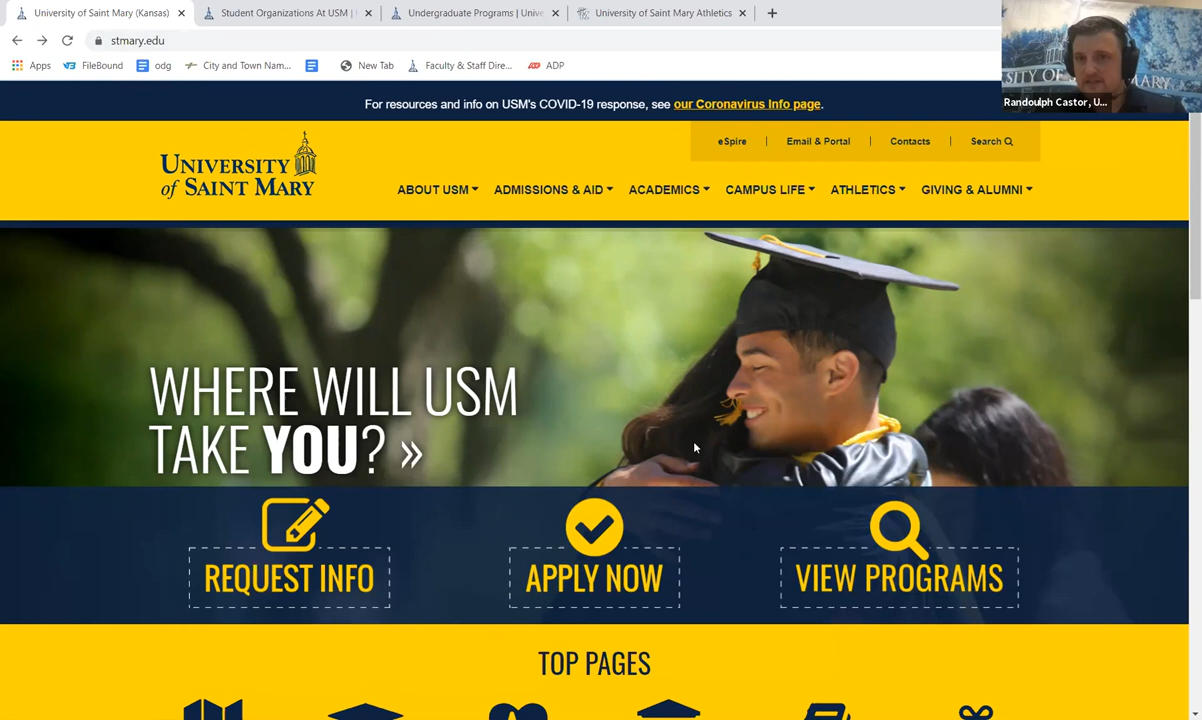 University of Saint Mary (Kansas)
Student Organizations At USM |
Undergraduate Programs | Unive
University of Saint Mary Athletics
stmary.edu
Apps
FileBound
odg
City and Town Nam...
New Tab
Faculty & Staff Dire...
ADP
Randoulph Castor, U...
For resources and info on USM's COVID-19 response, see our Coronavirus Info page.
UNIVERSITY
of SAINT MARY
eSpire
Email & Portal
Contacts
Search
ABOUT USM
ADMISSIONS & AID
ACADEMICS
CAMPUS LIFE
ATHLETICS
GIVING & ALUMNI
WHERE WILL USM
TAKE YOU? »
REQUEST INFO
APPLY NOW
VIEW PROGRAMS
TOP PAGES